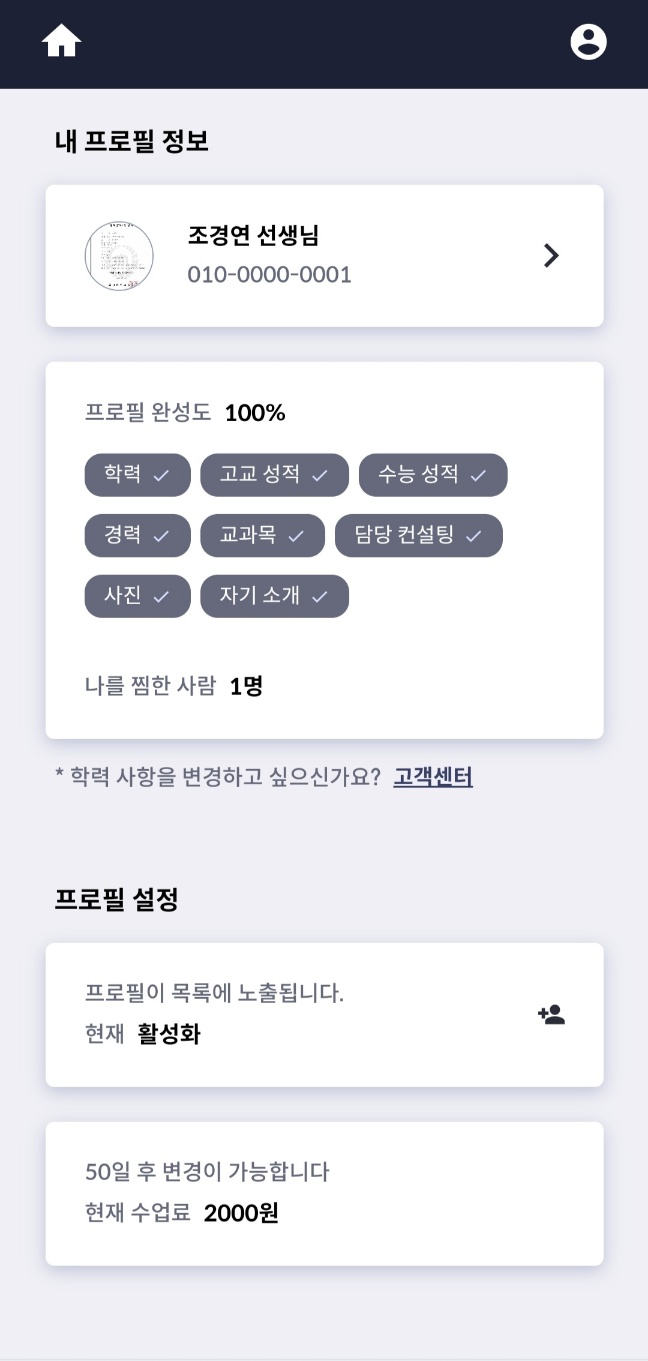 내 프로필 정보
조경연 선생님
010-0000-0001
프로필 완성도 100%
학력 고교 성적 수능 성적
경력 교과목 담당 컨설팅
사진 자기 소개
나를 찜한 사람 1명
* 학력 사항을 변경하고 싶으신가요? 고객센터
프로필 설정
프로필이 목록에 노출됩니다.
현재 활성화
50일 후 변경이 가능합니다
현재 수업료 2000원